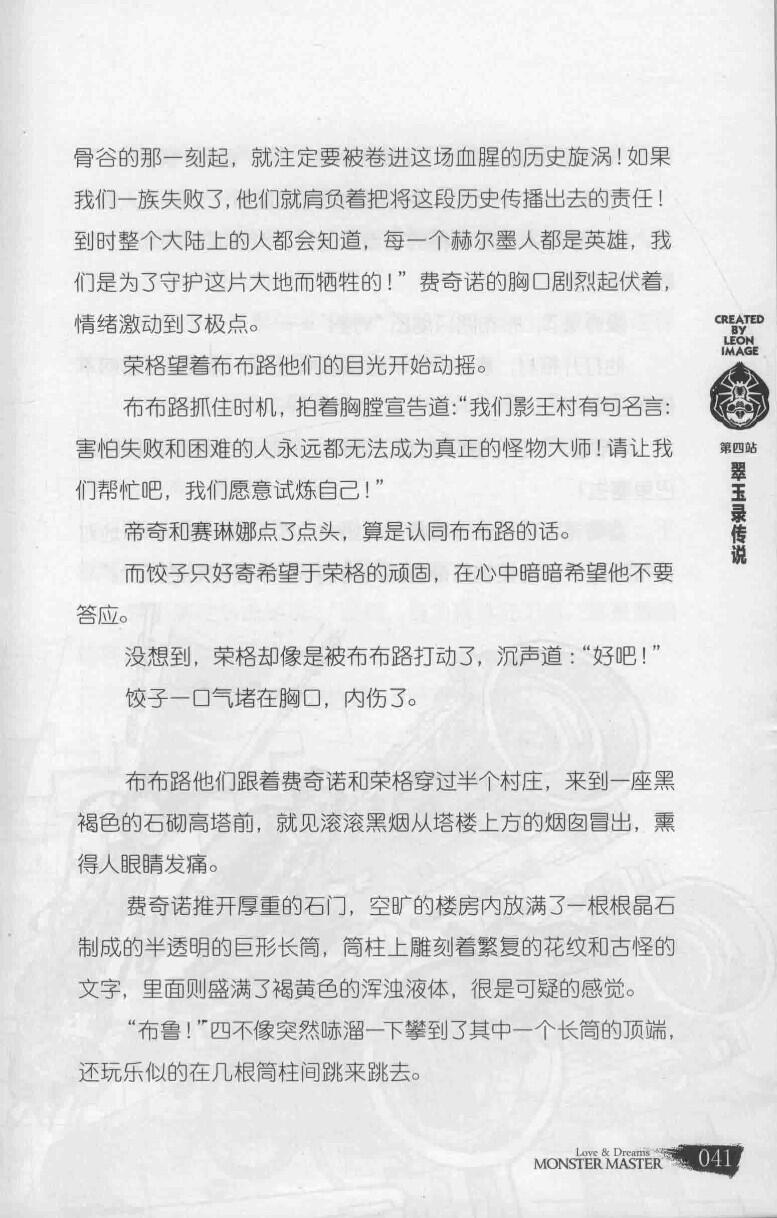 骨谷的那一刻起，就注定要被卷进这场血腥的历史旋涡！如果
我们一族失败了，他们就肩负着把将这段历史传播出去的责任！
到时整个大陆上的人都会知道，每一个赫尔墨人都是英雄，我
们是为了守护这片大地而牺牲的！”费奇诺的胸口剧烈起伏着，
情绪激动到了极点。
荣格望着布布路他们的目光开始动摇。
布布路抓住时机，拍着胸膛宣告道：“我们影王村有句名言：
害怕失败和困难的人永远都无法成为真正的怪物大师！请让我
们帮忙吧，我们愿意试炼自己！”
帝奇和赛琳娜点了点头，算是认同布布路的话。
而饺子只好寄希望于荣格的顽固，在心中暗暗希望他不要
答应。
没想到，荣格却像是被布布路打动了，沉声道：“好吧！”
饺子一口气堵在胸口，内伤了。
布布路他们跟着费奇诺和荣格穿过半个村庄，来到一座黑
褐色的石砌高塔前，就见滚滚黑烟从塔楼上方的烟囱冒出，熏
得人眼睛发痛。
费奇诺推开厚重的石门，空旷的楼房内放满了一根根晶石
制成的半透明的巨形长筒，筒柱上雕刻着繁复的花纹和古怪的
文字，里面则盛满了褐黄色的浑浊液体，很是可疑的感觉。
“布鲁！”四不像突然哧溜一下攀到了其中一个长筒的顶端，
还玩乐似的在几根筒柱间跳来跳去。
CREATED
BY
LEON
IMAGE
第四站
翠玉录传说
Love & Dreams
MONSTER MASTER
041